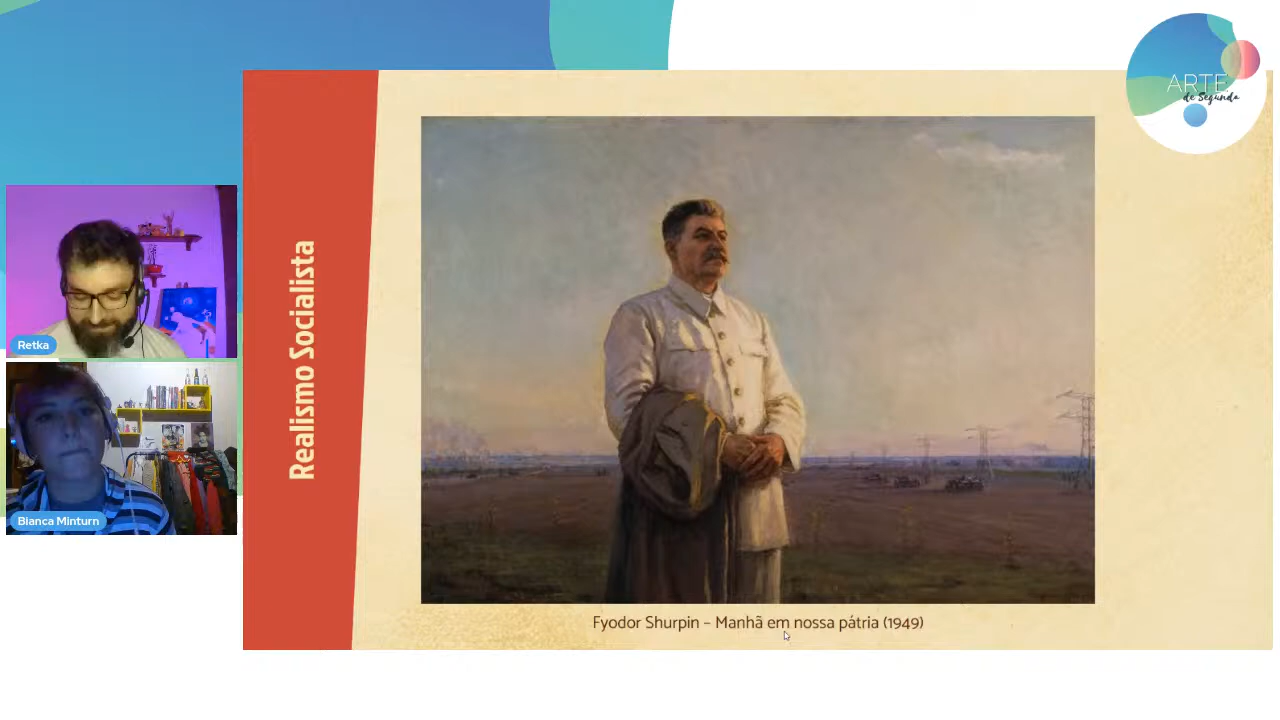 ARTE
de Segunda
Realismo Socialista
Retka
Bianca Minturn
Fyodor Shurpin – Manhã em nossa pátria (1949)